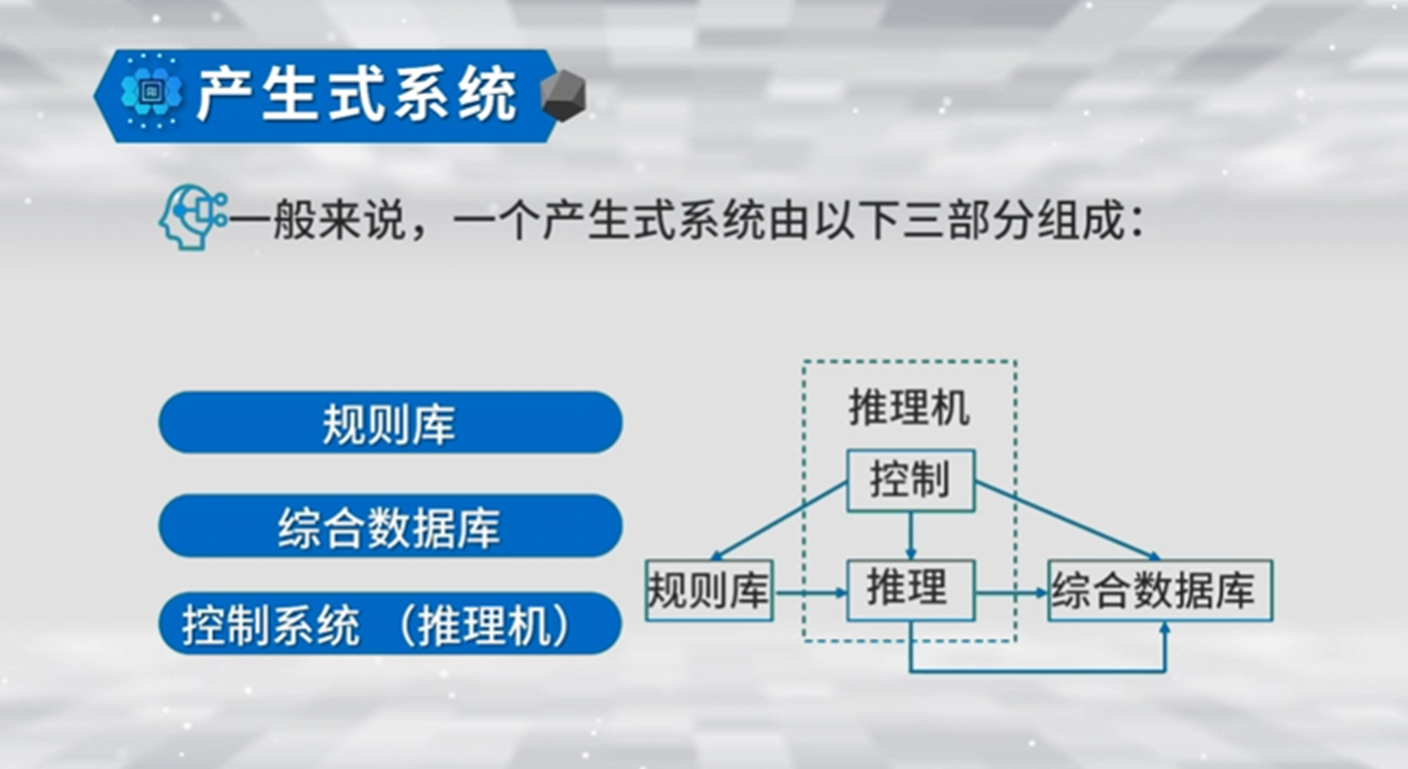 产生式系统
一般来说，一个产生式系统由以下三部分组成：
规则库
综合数据库
控制系统 （推理机）
推理机
控制
规则库
推理
综合数据库